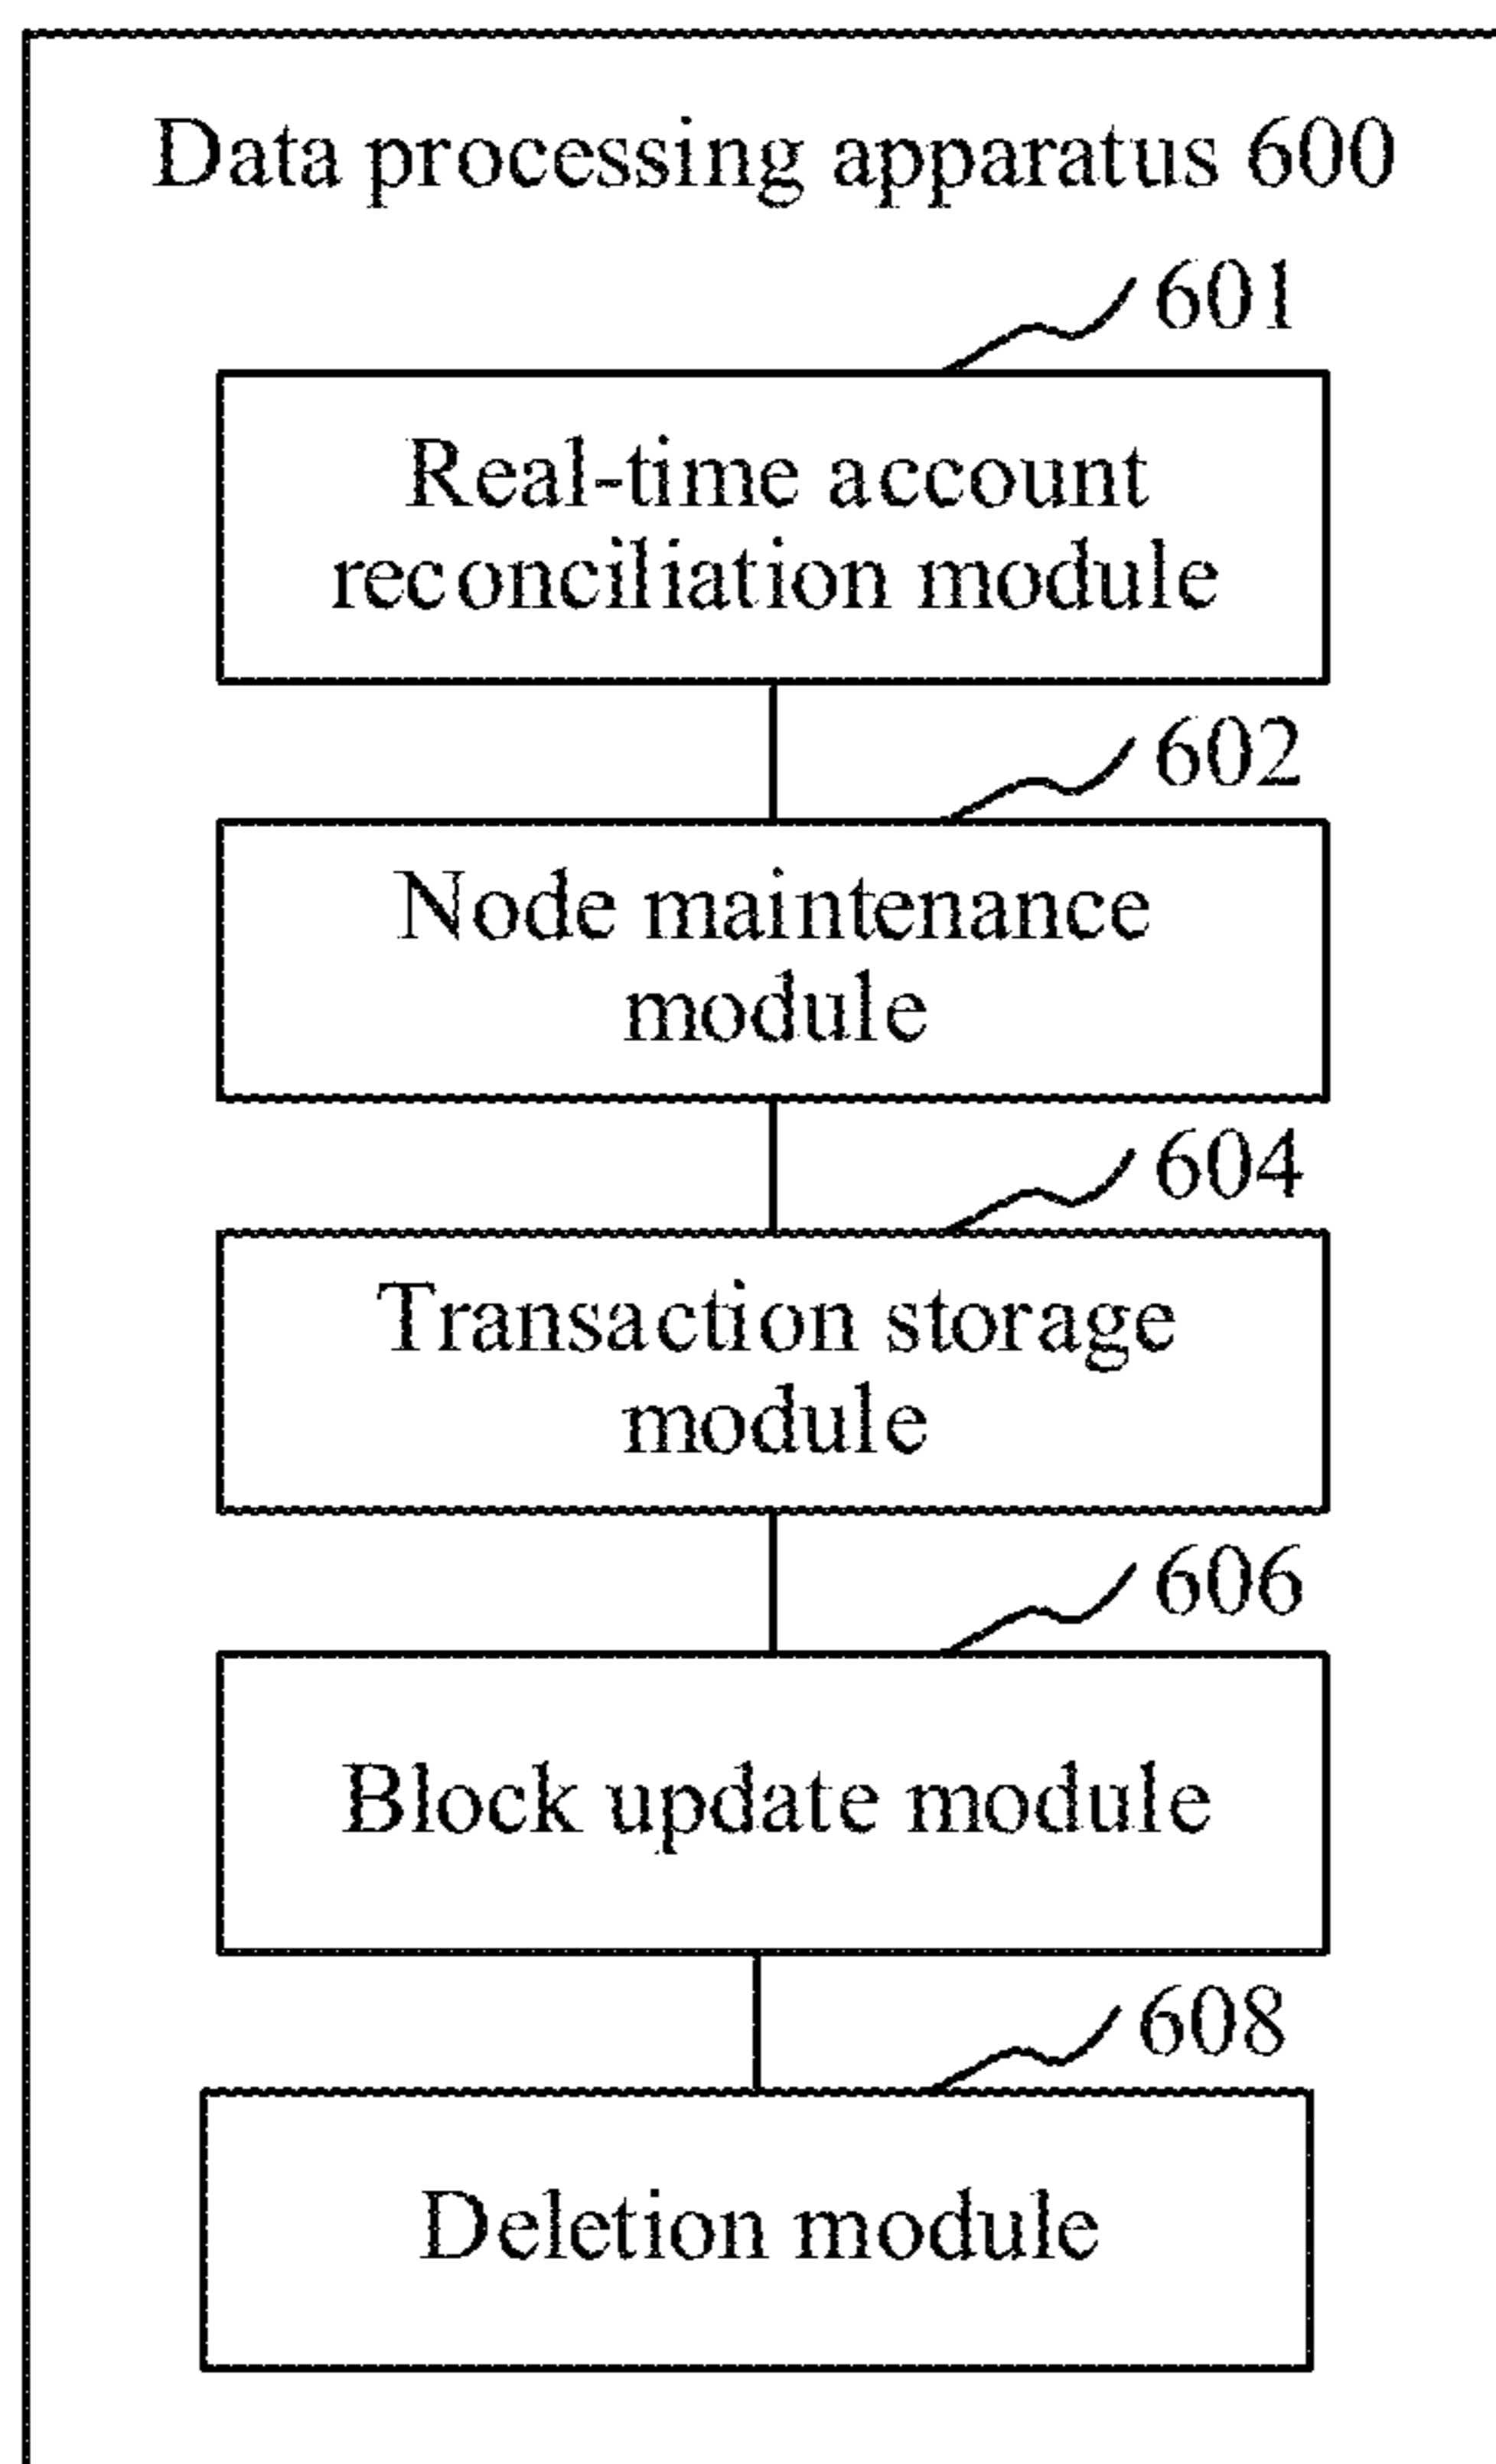 Data processing apparatus 600
601
Real-time account
reconciliation module
602
Node maintenance
module
604
Transaction storage
module
606
Block update module
608
Deletion module